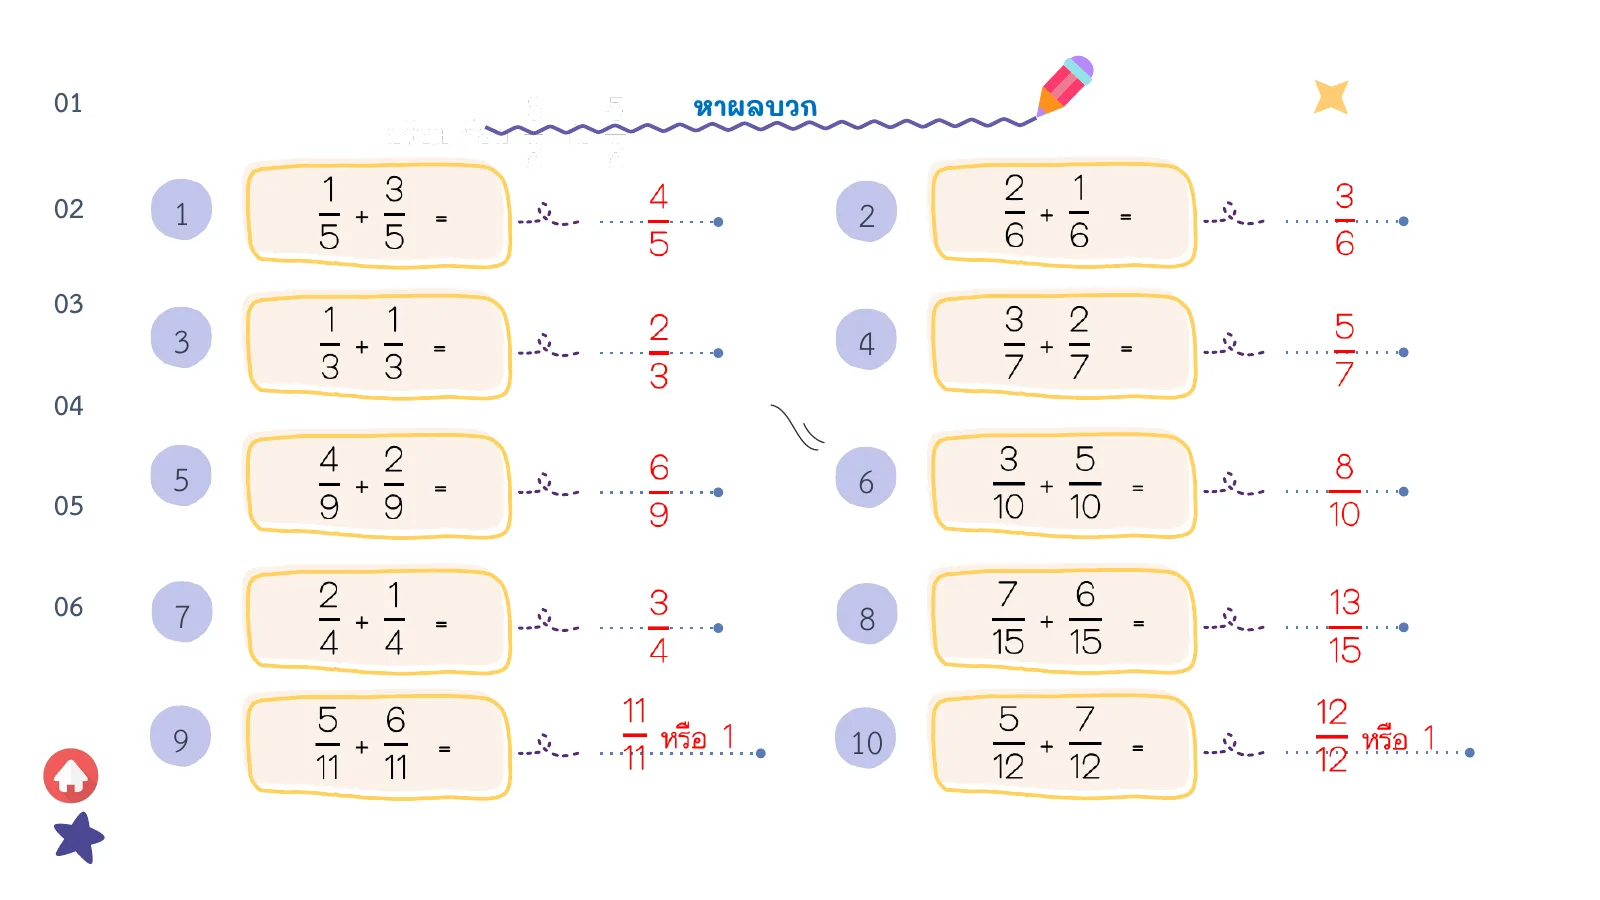 หาผลบวก
01
02
03
04
05
06
1 1/5 + 3/5 = 4/5
2 2/6 + 1/6 = 3/6
3 1/3 + 1/3 = 2/3
4 3/7 + 2/7 = 5/7
5 4/9 + 2/9 = 6/9
6 3/10 + 5/10 = 8/10
7 2/4 + 1/4 = 3/4
8 7/15 + 6/15 = 13/15
9 5/11 + 6/11 = 11/11 หรือ 1
10 5/12 + 7/12 = 12/12 หรือ 1